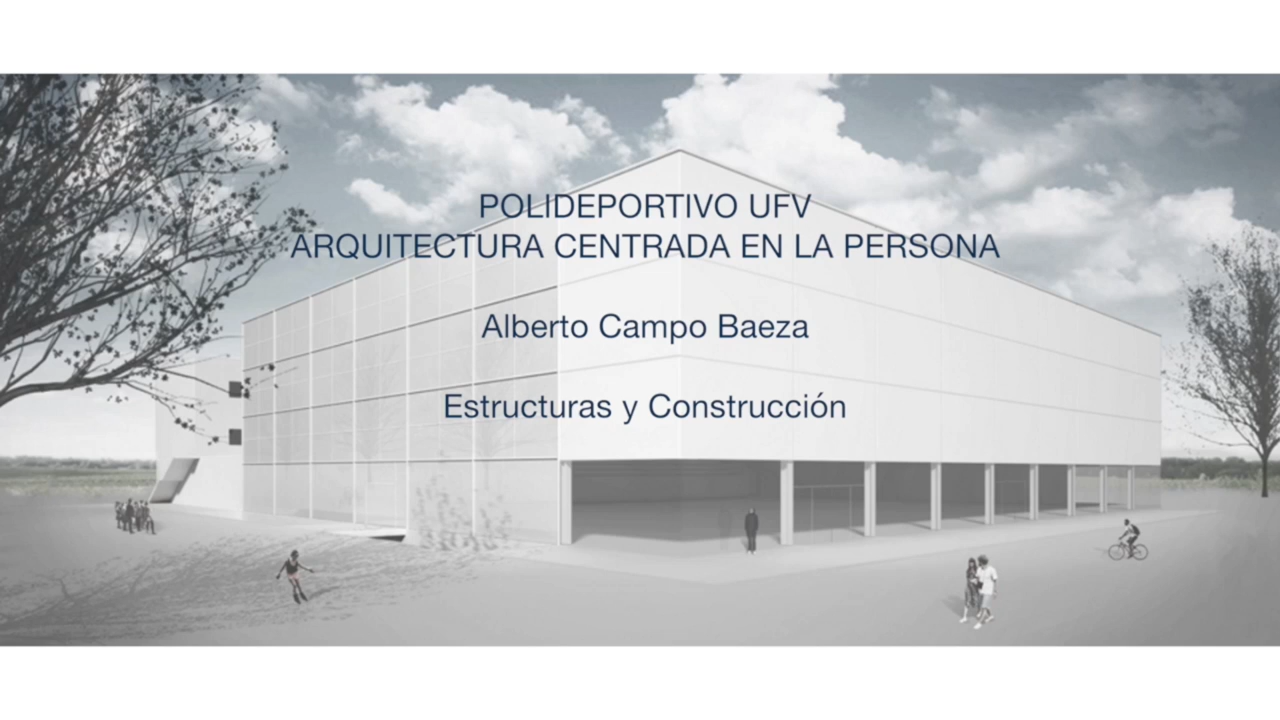 POLIDEPORTIVO UFV
ARQUITECTURA CENTRADA EN LA PERSONA
Alberto Campo Baeza
Estructuras y Construcción